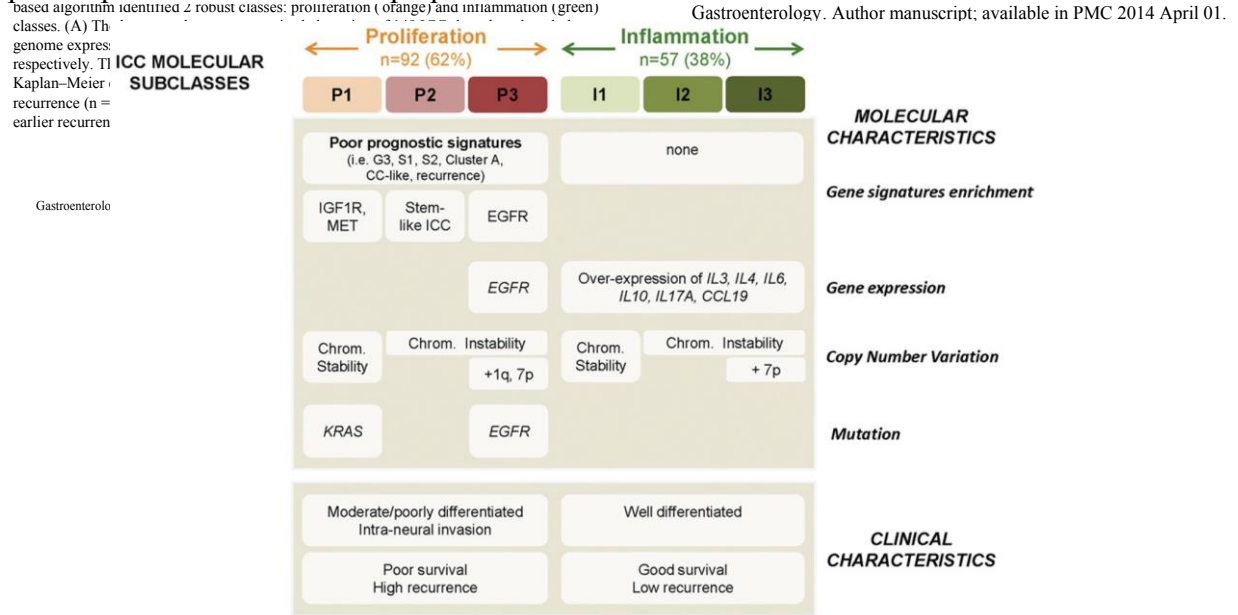 based algorithm identified 2 robust classes: proliferation (orange) and inflammation (green)
Gastroenterology. Author manuscript; available in PMC 2014 April 01.
classes. (A) Th
genome expres
respectively. Th
Kaplan–Meier
recurrence (n =
earlier recurren
Gastroenterolo
ICC MOLECULAR
SUBCLASSES
Proliferation
n=92 (62%)
Inflammation
n=57 (38%)
P1 P2 P3 I1 I2 I3
MOLECULAR
CHARACTERISTICS
Poor prognostic signatures
(i.e. G3, S1, S2, Cluster A,
CC-like, recurrence)
none
Gene signatures enrichment
IGF1R,
MET
Stem-
like ICC
EGFR
EGFR
Over-expression of IL3, IL4, IL6,
IL10, IL17A, CCL19
Gene expression
Chrom.
Stability
Chrom. Instability
+1q, 7p
Chrom.
Stability
Chrom. Instability
+ 7p
Copy Number Variation
KRAS
EGFR
Mutation
Moderate/poorly differentiated
Intra-neural invasion
Well differentiated
CLINICAL
CHARACTERISTICS
Poor survival
High recurrence
Good survival
Low recurrence